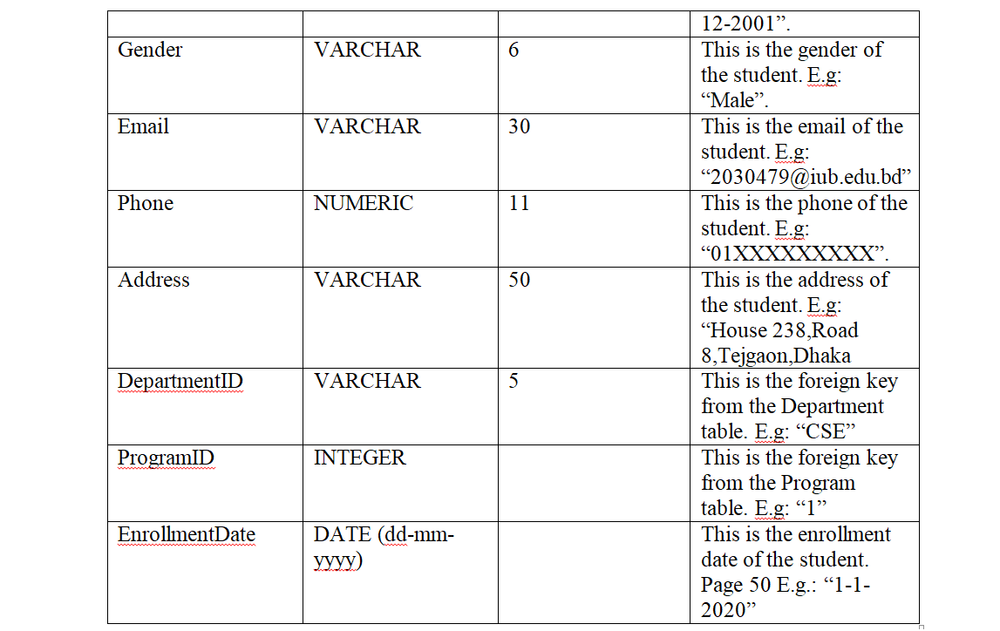 12-2001”.
Gender VARCHAR 6 This is the gender of
the student. E.g:
“Male”.
Email VARCHAR 30 This is the email of the
student. E.g:
“2030479@iub.edu.bd”
Phone NUMERIC 11 This is the phone of the
student. E.g:
“01XXXXXXXXX”.
Address VARCHAR 50 This is the address of
the student. E.g:
“House 238,Road
8,Tejgaon,Dhaka
DepartmentID VARCHAR 5 This is the foreign key
from the Department
table. E.g: “CSE”
ProgramID INTEGER This is the foreign key
from the Program
table. E.g: “1”
EnrollmentDate DATE (dd-mm- This is the enrollment
yyyy) date of the student.
Page 50 E.g.: “1-1-
2020”